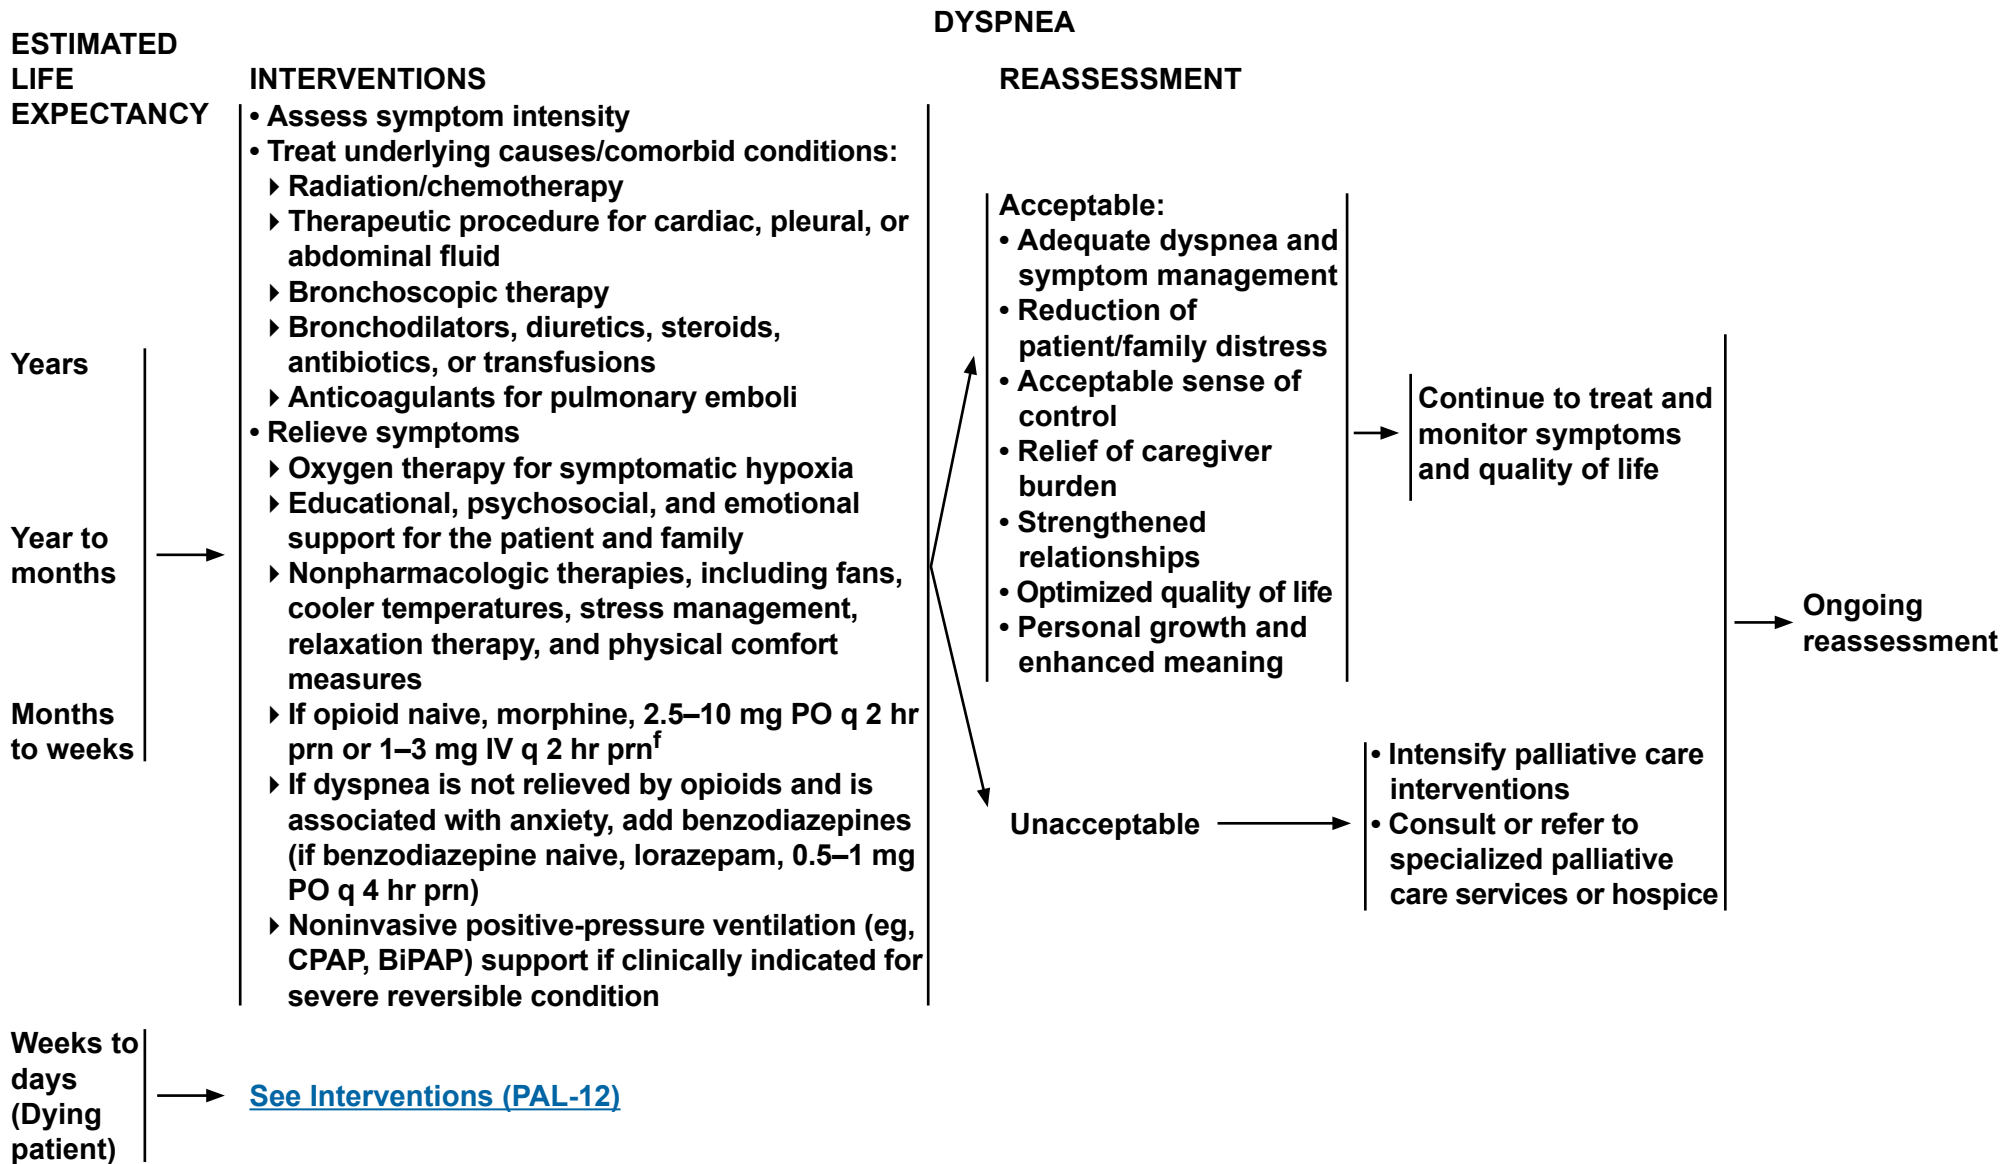 DYSPNEA
ESTIMATED
LIFE
EXPECTANCY
INTERVENTIONS
REASSESSMENT
Years
Year to
months
Months
to weeks
• Assess symptom intensity
• Treat underlying causes/comorbid conditions:
▸ Radiation/chemotherapy
▸ Therapeutic procedure for cardiac, pleural, or
abdominal fluid
▸ Bronchoscopic therapy
▸ Bronchodilators, diuretics, steroids,
antibiotics, or transfusions
▸ Anticoagulants for pulmonary emboli
• Relieve symptoms
▸ Oxygen therapy for symptomatic hypoxia
▸ Educational, psychosocial, and emotional
support for the patient and family
▸ Nonpharmacologic therapies, including fans,
cooler temperatures, stress management,
relaxation therapy, and physical comfort
measures
▸ If opioid naive, morphine, 2.5–10 mg PO q 2 hr
prn or 1–3 mg IV q 2 hr prnf
▸ If dyspnea is not relieved by opioids and is
associated with anxiety, add benzodiazepines
(if benzodiazepine naive, lorazepam, 0.5–1 mg
PO q 4 hr prn)
▸ Noninvasive positive-pressure ventilation (eg,
CPAP, BiPAP) support if clinically indicated for
severe reversible condition
Acceptable:
• Adequate dyspnea and
symptom management
• Reduction of
patient/family distress
• Acceptable sense of
control
• Relief of caregiver
burden
• Strengthened
relationships
• Optimized quality of life
• Personal growth and
enhanced meaning
Continue to treat and
monitor symptoms
and quality of life
Unacceptable
• Intensify palliative care
interventions
• Consult or refer to
specialized palliative
care services or hospice
Ongoing
reassessment
Weeks to
days
(Dying
patient)
See Interventions (PAL-12)